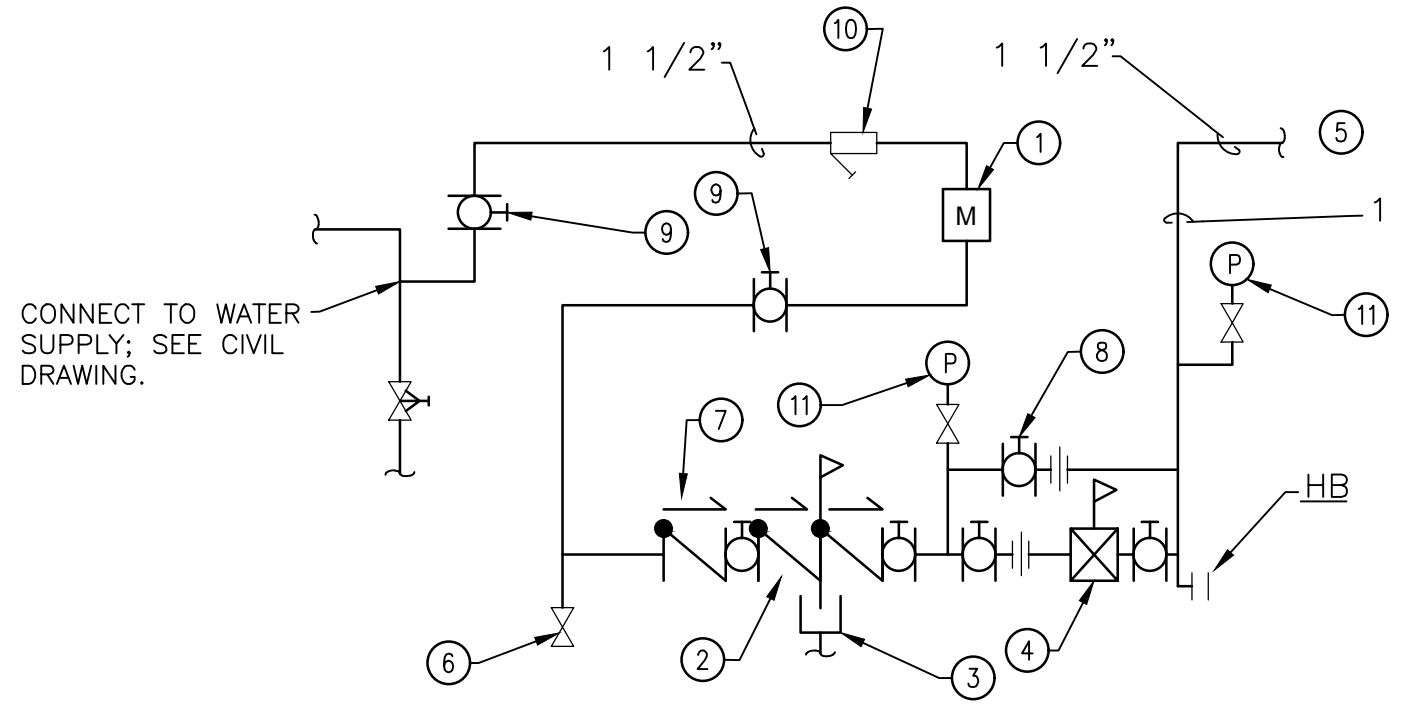 10
1 1/2”
1 1/2”
1
5
9
9
M
1
P
CONNECT TO WATER
SUPPLY; SEE CIVIL
DRAWING.
11
P
8
11
7
HB
6
2
3
4